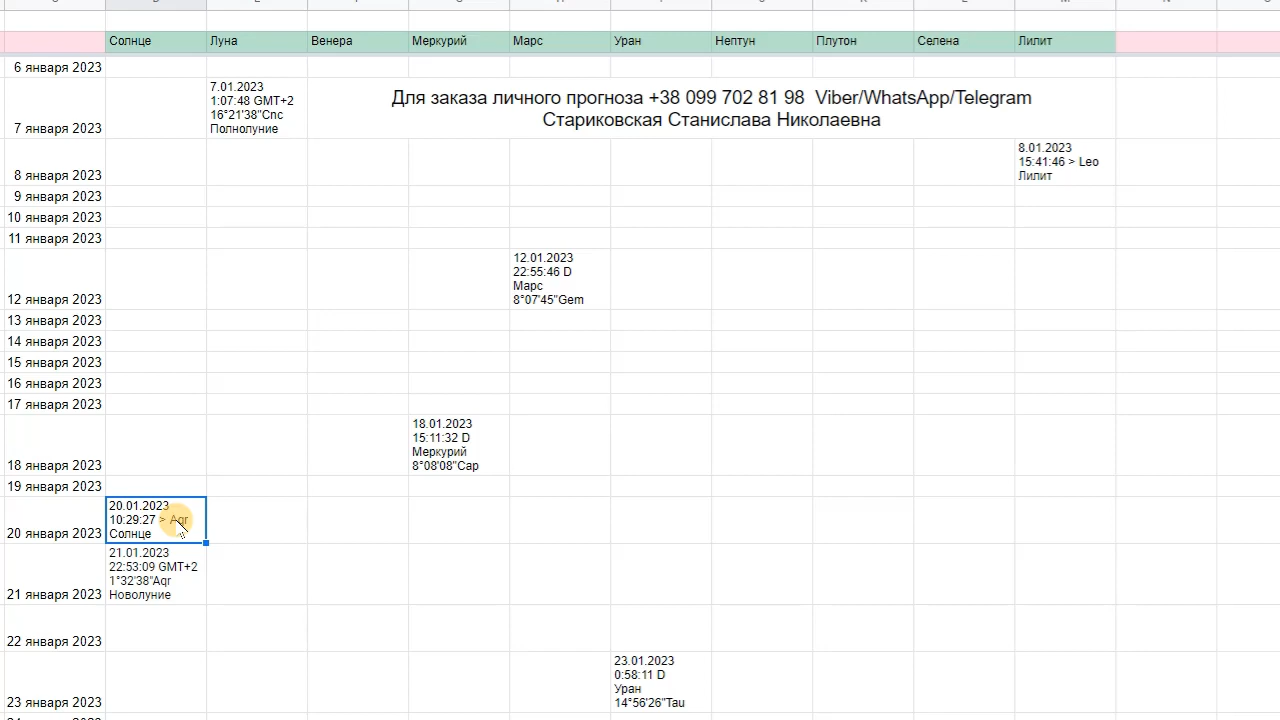 Солнце Луна Венера Меркурий Марс Уран Нептун Плутон Селена Лилит
6 января 2023
7.01.2023
1:07:48 GMT+2
16°21'38"Cnc
Полнолуние
7 января 2023
Для заказа личного прогноза +38 099 702 81 98 Viber/WhatsApp/Telegram
Стариковская Станислава Николаевна
8.01.2023
15:41:46 > Leo
Лилит
8 января 2023
9 января 2023
10 января 2023
11 января 2023
12.01.2023
22:55:46 D
Марс
8°07'45"Gem
12 января 2023
13 января 2023
14 января 2023
15 января 2023
16 января 2023
17 января 2023
18.01.2023
15:11:32 D
Меркурий
8°08'08"Cap
18 января 2023
19 января 2023
20.01.2023
10:29:27 > Aqr
Солнце
20 января 2023
21.01.2023
22:53:09 GMT+2
1°32'38"Aqr
Новолуние
21 января 2023
22 января 2023
23.01.2023
0:58:11 D
Уран
14°56'26"Tau
23 января 2023